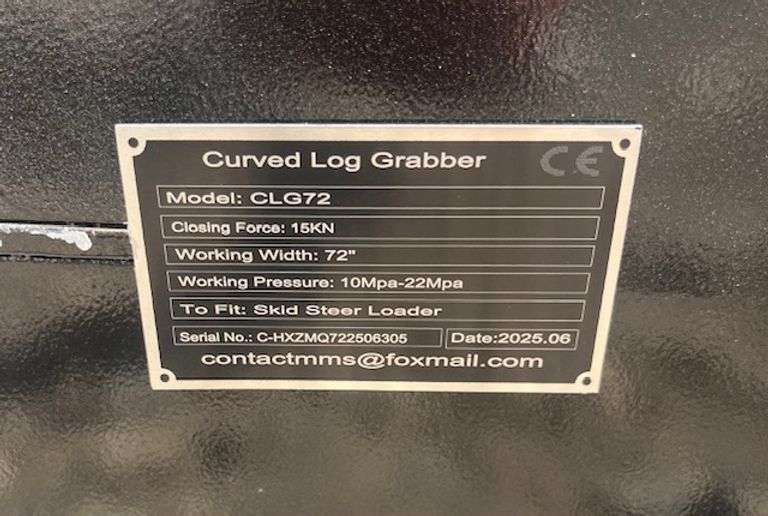 Curved Log Grabber CE
Model: CLG72
Closing Force: 15KN
Working Width: 72"
Working Pressure: 10Mpa-22Mpa
To Fit: Skid Steer Loader
Serial No.: C-HXZMQ722506305 Date:2025.06
contactmms@foxmail.com